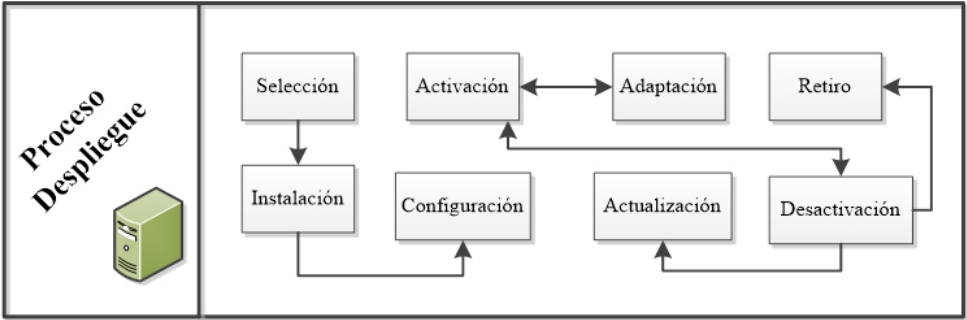 Proceso
Despliegue
Selección
Activación
Adaptación
Retiro
Instalación
Configuración
Actualización
Desactivación